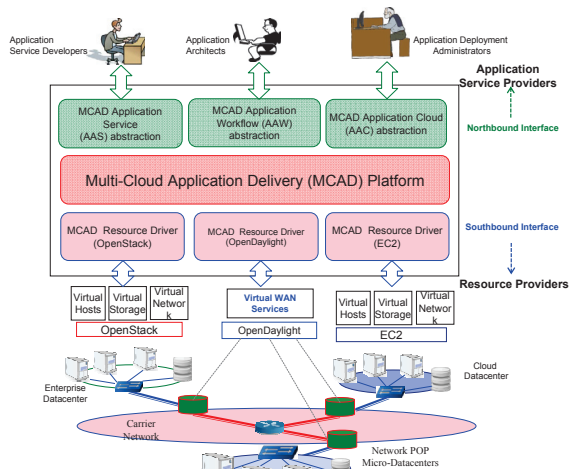 Application
Service Developers
Application
Architects
Application Deployment
Administrators
Application
Service Providers
MCAD Application
Service
(AAS) abstraction
MCAD Application
Workflow (AAW)
abstraction
MCAD Application
Cloud (AAC)
abstraction
Northbound Interface
Multi-Cloud Application Delivery (MCAD) Platform
MCAD Resource Driver
(OpenStack)
MCAD Resource Driver
(OpenDaylight)
MCAD Resource Driver
(EC2)
Southbound Interface
Resource Providers
Virtual
Hosts
Virtual
Storage
Virtual
Networ
k
OpenStack
Virtual WAN
Services
OpenDaylight
Virtual
Hosts
Virtual
Storage
Virtual
Networ
k
EC2
Enterprise
Datacenter
Cloud
Datacenter
Carrier
Network
Network POP
Micro-Datacenters